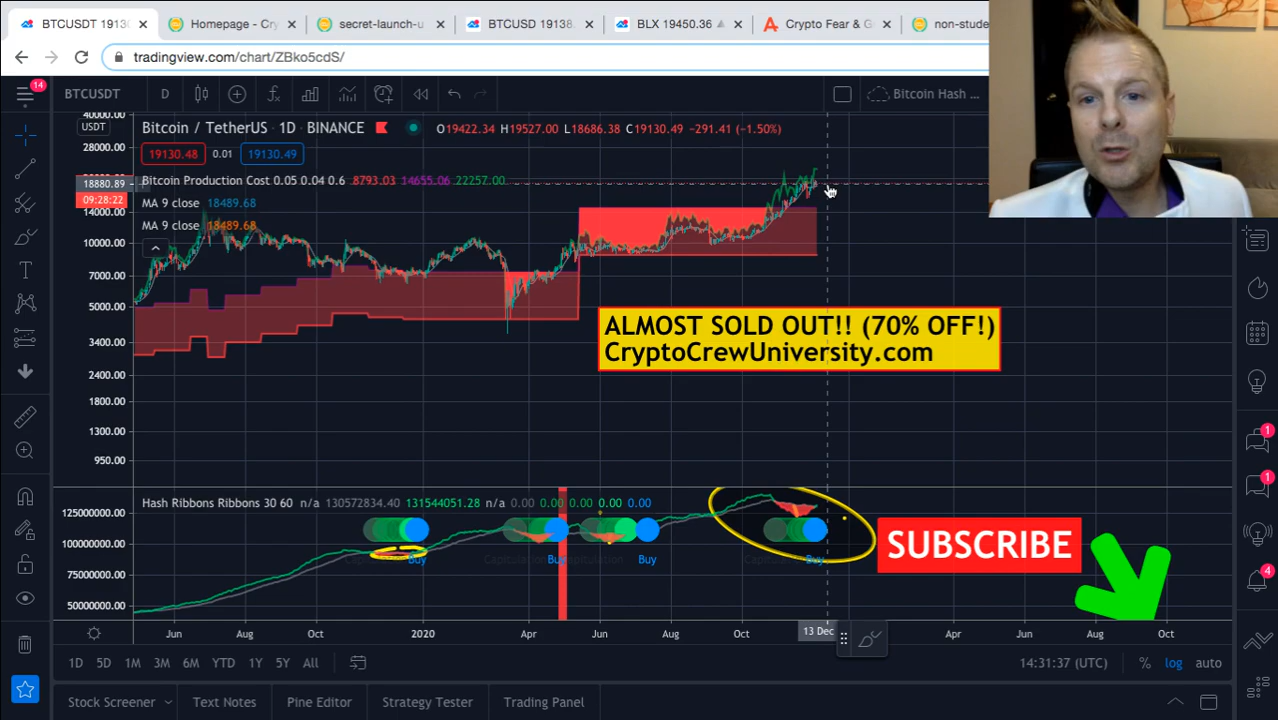 BTCUSDT 1913
Homepage - Cry
secret-launch-u
BTCUSD 19138.
BLX 19450.36
Crypto Fear & G
non-stude
tradingview.com/chart/ZBko5cdS/
14
BTCUSDT
D
Bitcoin Hash ...
40000.00
USDT
Bitcoin / TetherUS · 1D · BINANCE
O19422.34 H19527.00 L18686.38 C19130.49 -291.41 (-1.50%)
28000.00
19130.48
0.01
19130.49
Bitcoin Production Cost 0.05 0.04 0.6 8793.03 14655.06 22257.00
18880.89
09:28:22
MA 9 close 18489.68
14000.00
MA 9 close 18489.68
10000.00
7000.00
5000.00
ALMOST SOLD OUT!! (70% OFF!)
CryptoCrewUniversity.com
3400.00
2400.00
1800.00
1300.00
950.00
1
1
Hash Ribbons Ribbons 30 60 n/a 130572834.40 131544051.28 n/a 0.00 0.00 0.00 0.00 0.00
125000000.00
100000000.00
Buy
Buy
Buy
Buy
SUBSCRIBE
75000000.00
50000000.00
4
Jun
Aug
Oct
2020
Apr
Jun
Aug
Oct
13 Dec
Apr
Jun
Aug
Oct
1D 5D 1M 3M 6M YTD 1Y 5Y All
14:31:37 (UTC)
%
log
auto
Stock Screener
Text Notes
Pine Editor
Strategy Tester
Trading Panel